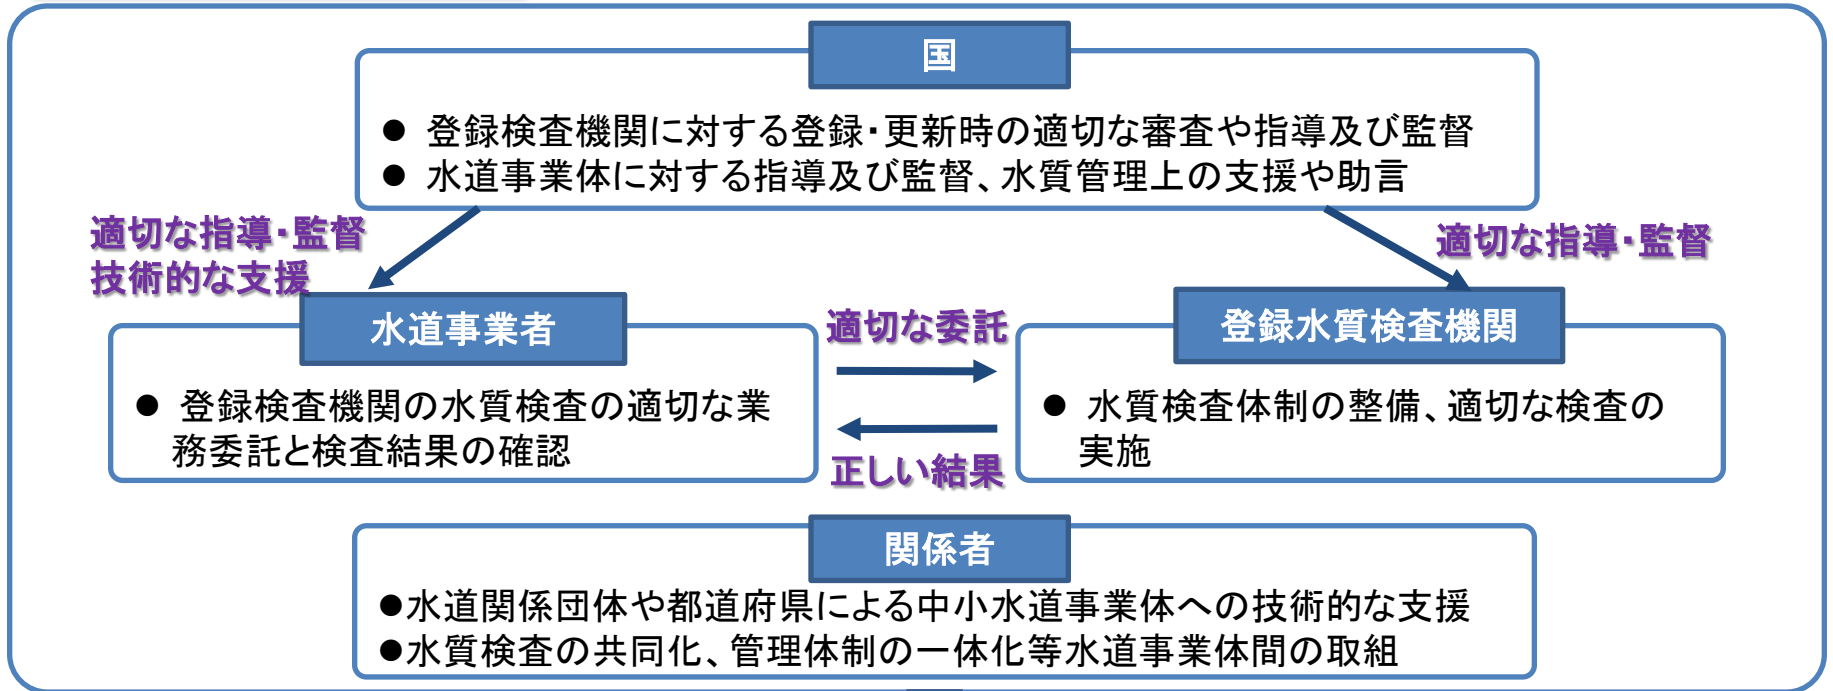 国
● 登録検査機関に対する登録・更新時の適切な審査や指導及び監督
● 水道事業体に対する指導及び監督、水質管理上の支援や助言
適切な指導・監督
技術的な支援
適切な指導・監督
水道事業者
● 登録検査機関の水質検査の適切な業
務委託と検査結果の確認
適切な委託
正しい結果
登録水質検査機関
● 水質検査体制の整備、適切な検査の
実施
関係者
●水道関係団体や都道府県による中小水道事業体への技術的な支援
●水質検査の共同化、管理体制の一体化等水道事業体間の取組